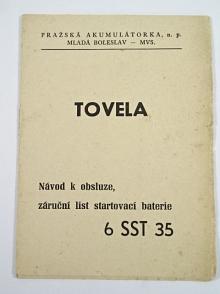 PRAŽSKÁ AKUMULÁTORKA, n. p.
MLADÁ BOLESLAV — MVS.
TOVELA
Návod k obsluze,
záruční list startovací baterie
6 SST 35